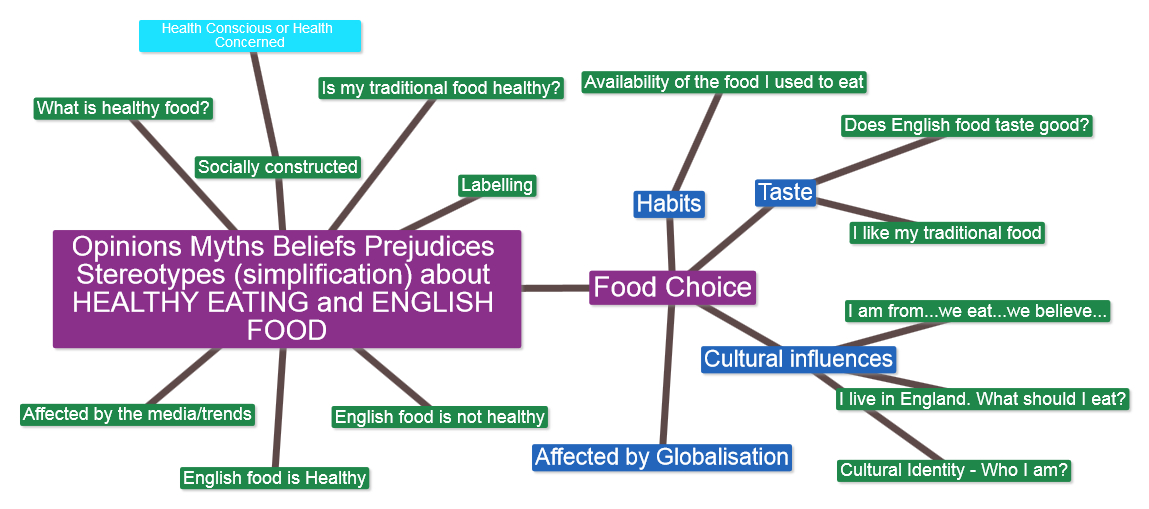 Health Conscious or Health
Concerned
Is my traditional food healthy?
What is healthy food?
Socially constructed
Labelling
Opinions Myths Beliefs Prejudices
Stereotypes (simplification) about
HEALTHY EATING and ENGLISH
FOOD
Affected by the media/trends
English food is not healthy
English food is Healthy
Availability of the food I used to eat
Does English food taste good?
Habits
Taste
I like my traditional food
Food Choice
I am from...we eat...we believe...
Cultural influences
I live in England. What should I eat?
Affected by Globalisation
Cultural Identity - Who I am?